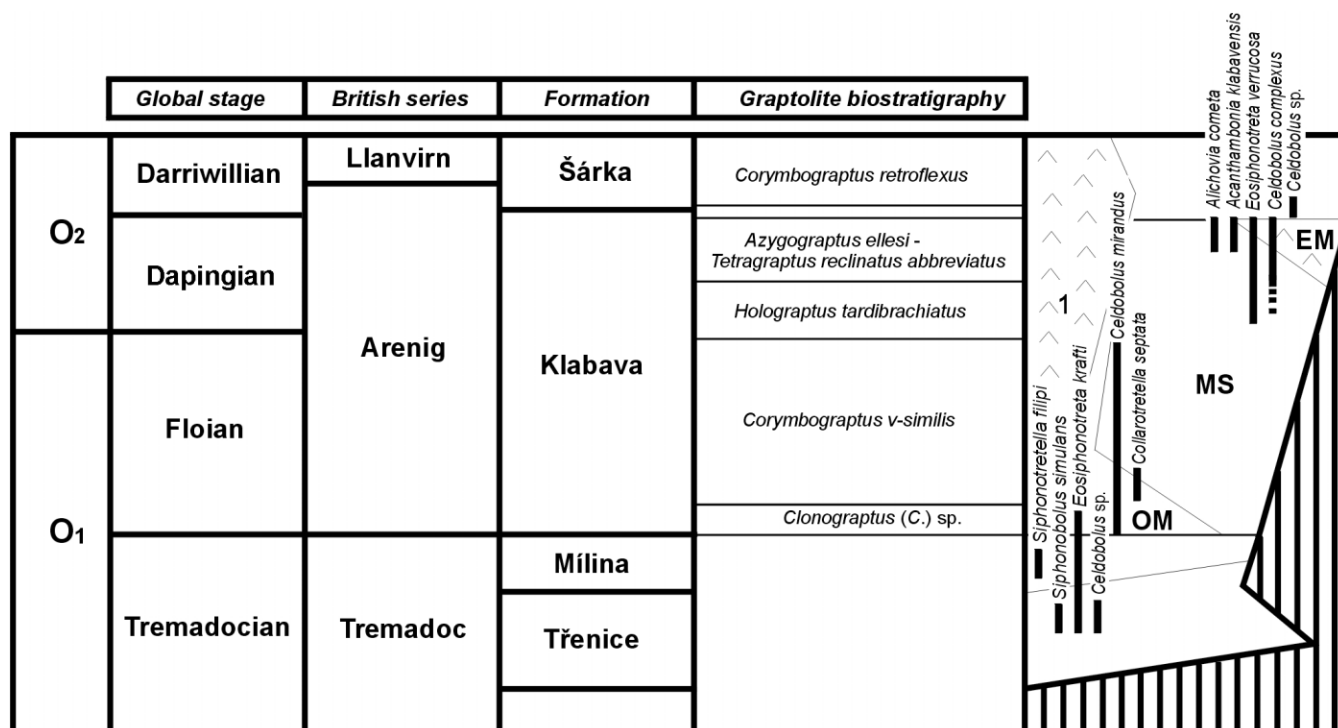 Global stage
British series
Formation
Graptolite biostratigraphy
O2
O1
Darriwillian
Dapingian
Floian
Tremadocian
Llanvirn
Arenig
Tremadoc
Šárka
Klabava
Mílina
Třenice
Corymbograptus retroflexus
Azygograptus ellesi -
Tetragraptus reclinatus abbreviatus
Holograptus tardibrachiatus
Corymbograptus v-similis
Clonograptus (C.) sp.
1
Siphonotretella filipi
Siphonobolus simulans
Eosiphonotreta krafti
Celdobolus sp.
Celdobolus mirandus
Collarotretella septata
OM
MS
EM
Alichovia cometa
Acanthambonia klabavensis
Eosiphonotreta verrucosa
Celdobolus complexus
Celdobolus sp.